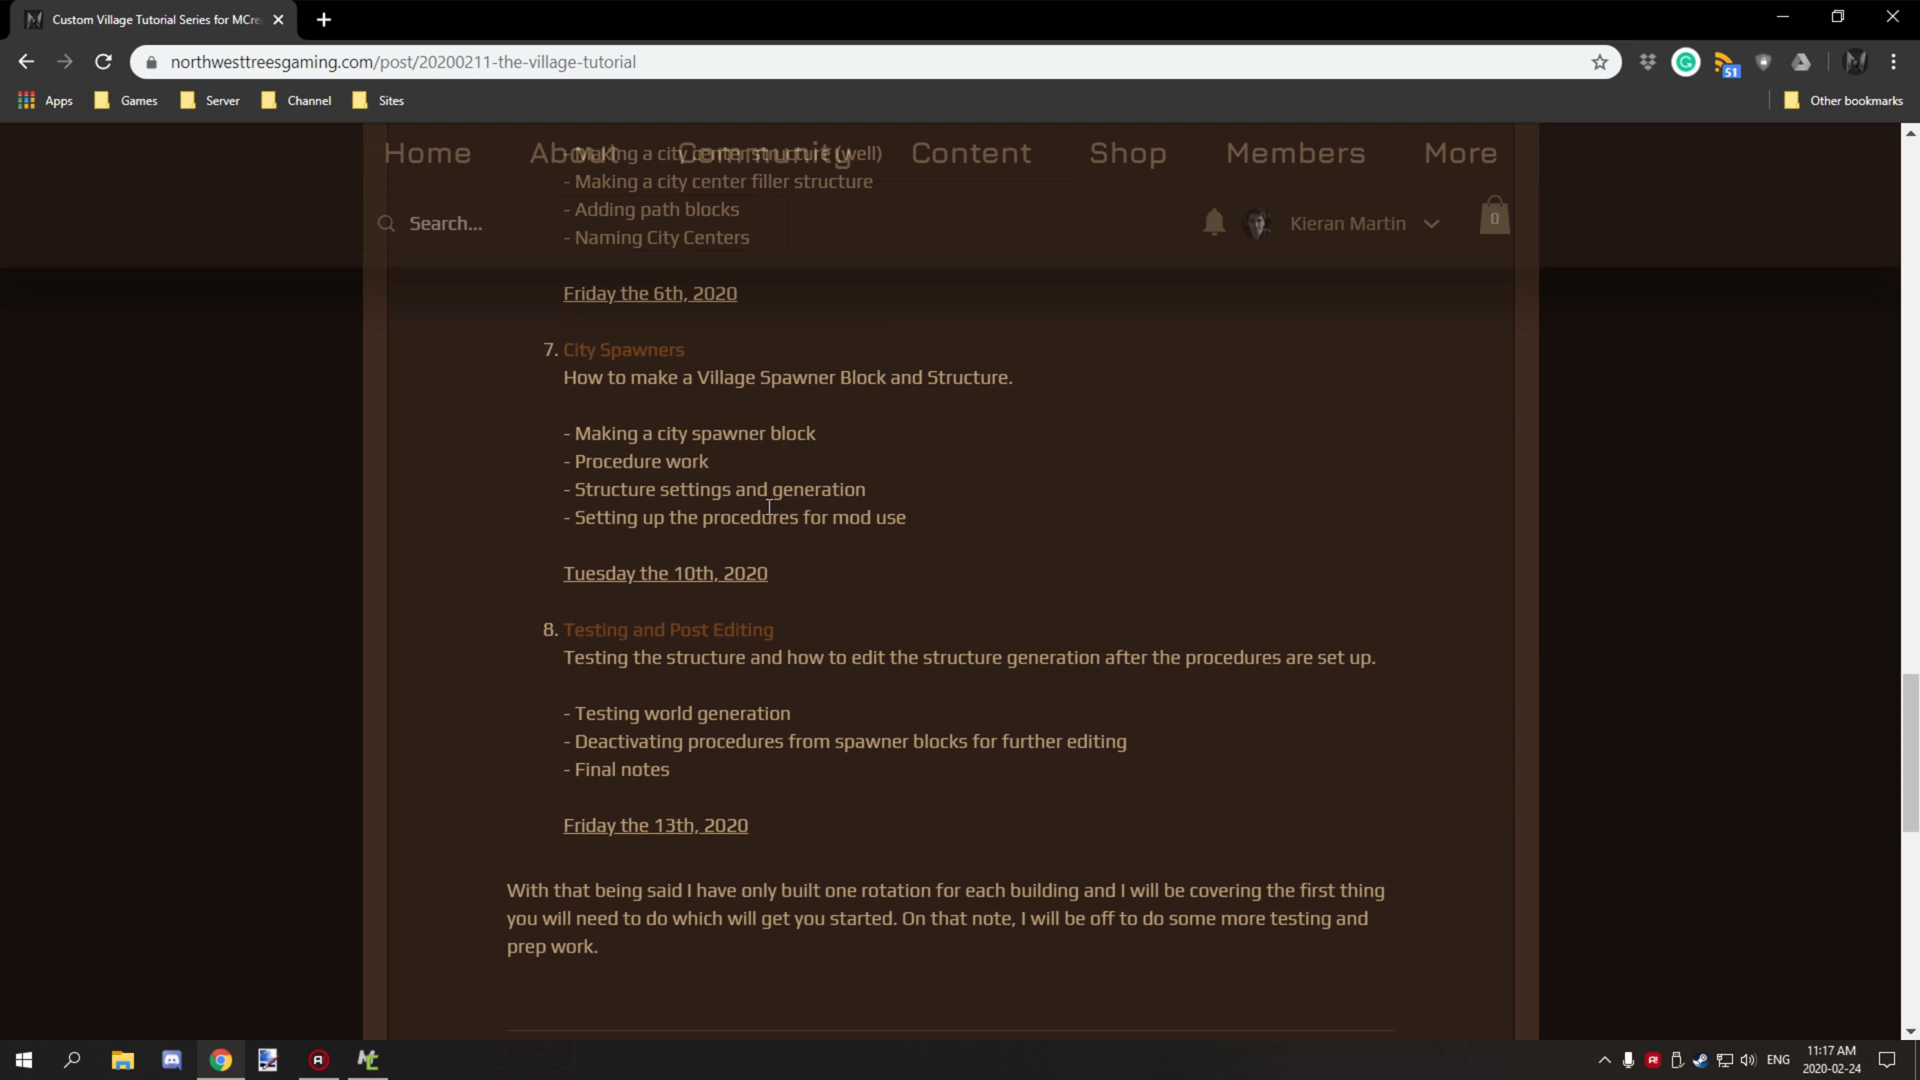 Custom Village Tutorial Series for MCre
northwesttreesgaming.com/post/20200211-the-village-tutorial
51
Apps Games Server Channel Sites Other bookmarks
Home About Community Content Shop Members More
- Making a city center structure (well)
- Making a city center filler structure
- Adding path blocks
Search... Kieran Martin 0
- Naming City Centers
Friday the 6th, 2020
7. City Spawners
How to make a Village Spawner Block and Structure.
- Making a city spawner block
- Procedure work
- Structure settings and generation
- Setting up the procedures for mod use
Tuesday the 10th, 2020
8. Testing and Post Editing
Testing the structure and how to edit the structure generation after the procedures are set up.
- Testing world generation
- Deactivating procedures from spawner blocks for further editing
- Final notes
Friday the 13th, 2020
With that being said I have only built one rotation for each building and I will be covering the first thing
you will need to do which will get you started. On that note, I will be off to do some more testing and
prep work.
ENG
11:17 AM
2020-02-24